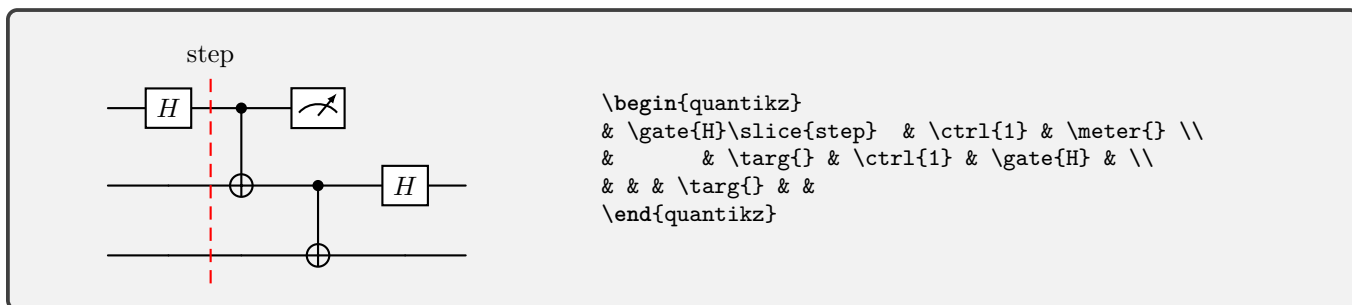 step
H
H
\begin{quantikz}
& \gate{H}\slice{step}  & \ctrl{1} & \meter{} \\
&       & \targ{} & \ctrl{1} & \gate{H} & \\
& & & \targ{} & &
\end{quantikz}